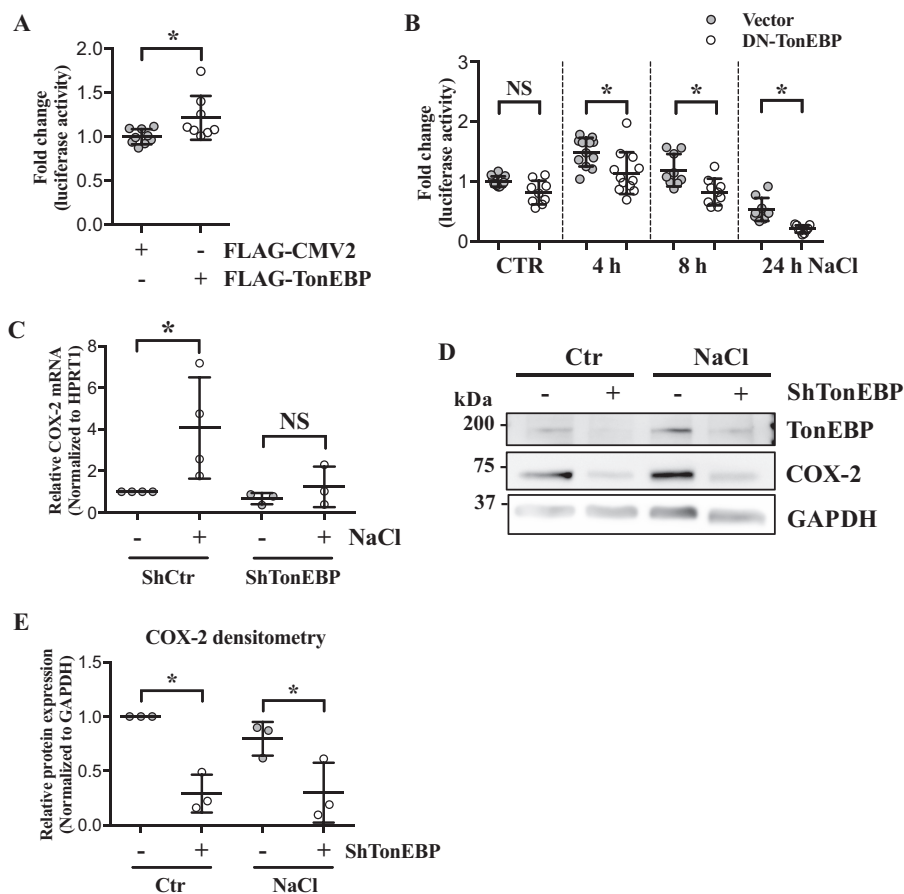 A
Fold change
(luciferase activity)
2.0
1.5
1.0
0.5
0.0
*
+ - FLAG-CMV2
- + FLAG-TonEBP
B
Vector
DN-TonEBP
Fold change
(luciferase activity)
2
1
0
NS
*
*
*
CTR 4 h 8 h 24 h NaCl
C
Relative COX-2 mRNA
(Normalized to HPRT1)
8
6
4
2
0
*
NS
- + - + NaCl
ShCtr ShTonEBP
D
Ctr NaCl
- + - + ShTonEBP
kDa
200 TonEBP
75 COX-2
37 GAPDH
E
COX-2 densitometry
Relative protein expression
(Normalized to GAPDH)
1.5
1.0
0.5
0.0
*
*
- + - + ShTonEBP
Ctr NaCl